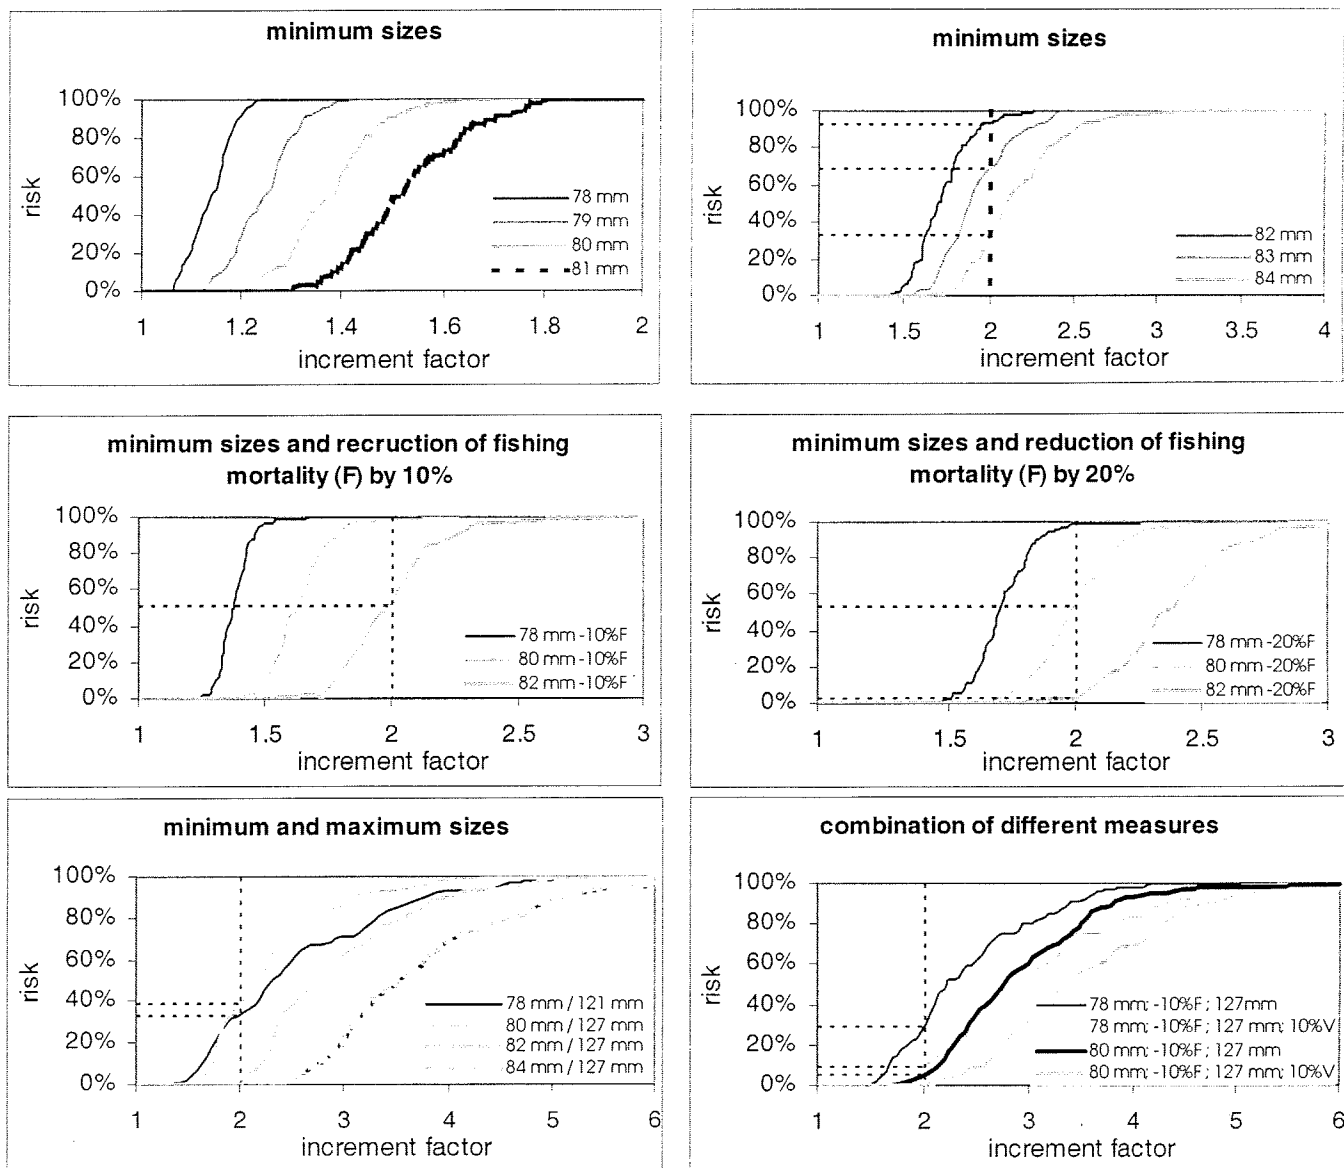 minimum sizes
100%
80%
60%
40%
20%
0%
risk
78 mm
79 mm
80 mm
81 mm
1 1.2 1.4 1.6 1.8 2
increment factor
minimum sizes
100%
80%
60%
40%
20%
0%
risk
82 mm
83 mm
84 mm
1 1.5 2 2.5 3 3.5 4
increment factor
minimum sizes and recruction of fishing
mortality (F) by 10%
100%
80%
60%
40%
20%
0%
risk
78 mm -10%F
80 mm -10%F
82 mm -10%F
1 1.5 2 2.5 3
increment factor
minimum sizes and reduction of fishing
mortality (F) by 20%
100%
80%
60%
40%
20%
0%
risk
78 mm -20%F
80 mm -20%F
82 mm -20%F
1 1.5 2 2.5 3
increment factor
minimum and maximum sizes
100%
80%
60%
40%
20%
0%
risk
78 mm / 121 mm
80 mm / 127 mm
82 mm / 127 mm
84 mm / 127 mm
1 2 3 4 5 6
increment factor
combination of different measures
100%
80%
60%
40%
20%
0%
risk
78 mm; -10%F ; 127mm
78 mm; -10%F ; 127 mm; 10%V
80 mm; -10%F ; 127 mm
80 mm; -10%F ; 127 mm; 10%V
1 2 3 4 5 6
increment factor